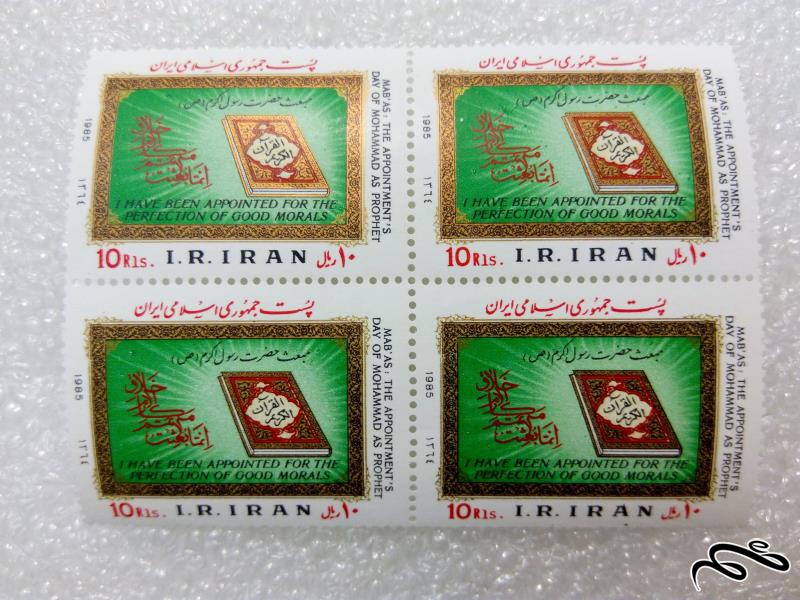 پست جمهوری اسلامی ایران
مبعث حضرت رسول اکرم (ص)
القرآن
الکریم
I HAVE BEEN APPOINTED FOR THE
PERFECTION OF GOOD MORALS
MAB'AS: THE APPOINTMENT'S
DAY OF MOHAMMAD AS PROPHET
1985 ١٣٦٤
10 Rls. I.R. IRAN ۱۰ ریال
پست جمهوری اسلامی ایران
مبعث حضرت رسول اکرم (ص)
القرآن
الکریم
I HAVE BEEN APPOINTED FOR THE
PERFECTION OF GOOD MORALS
MAB'AS: THE APPOINTMENT'S
DAY OF MOHAMMAD AS PROPHET
1985 ١٣٦٤
10 Rls. I.R. IRAN ۱۰ ریال
پست جمهوری اسلامی ایران
مبعث حضرت رسول اکرم (ص)
القرآن
الکریم
I HAVE BEEN APPOINTED FOR THE
PERFECTION OF GOOD MORALS
MAB'AS: THE APPOINTMENT'S
DAY OF MOHAMMAD AS PROPHET
1985 ١٣٦٤
10 Rls. I.R. IRAN ۱۰ ریال
پست جمهوری اسلامی ایران
مبعث حضرت رسول اکرم (ص)
القرآن
الکریم
I HAVE BEEN APPOINTED FOR THE
PERFECTION OF GOOD MORALS
MAB'AS: THE APPOINTMENT'S
DAY OF MOHAMMAD AS PROPHET
1985 ١٣٦٤
10 Rls. I.R. IRAN ۱۰ ریال